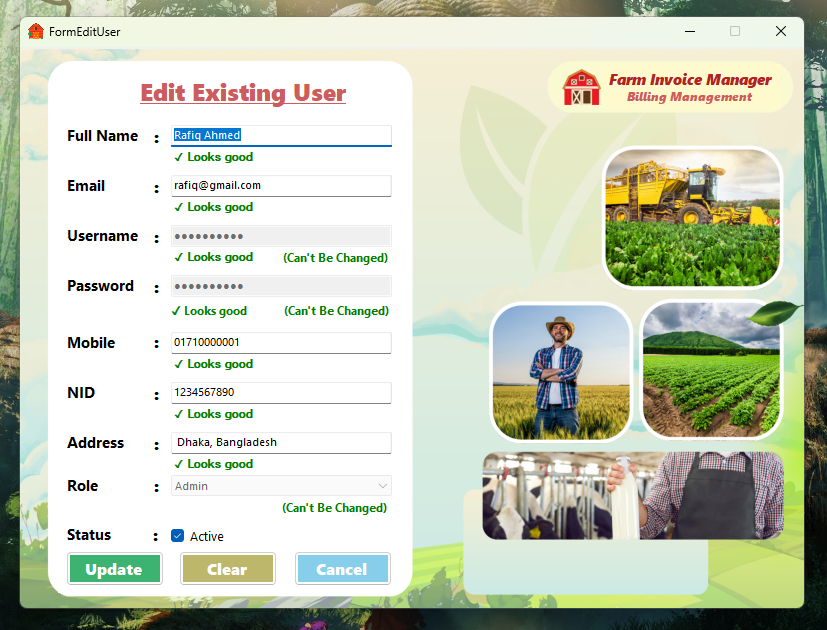 FormEditUser
Edit Existing User
Farm Invoice Manager
Billing Management
Full Name : Rafiq Ahmed
✓ Looks good
Email : rafiq@gmail.com
✓ Looks good
Username : ●●●●●●●●●●
✓ Looks good (Can't Be Changed)
Password : ●●●●●●●●●●
✓ Looks good (Can't Be Changed)
Mobile : 01710000001
✓ Looks good
NID : 1234567890
✓ Looks good
Address : Dhaka, Bangladesh
✓ Looks good
Role : Admin
(Can't Be Changed)
Status : Active
Update Clear Cancel